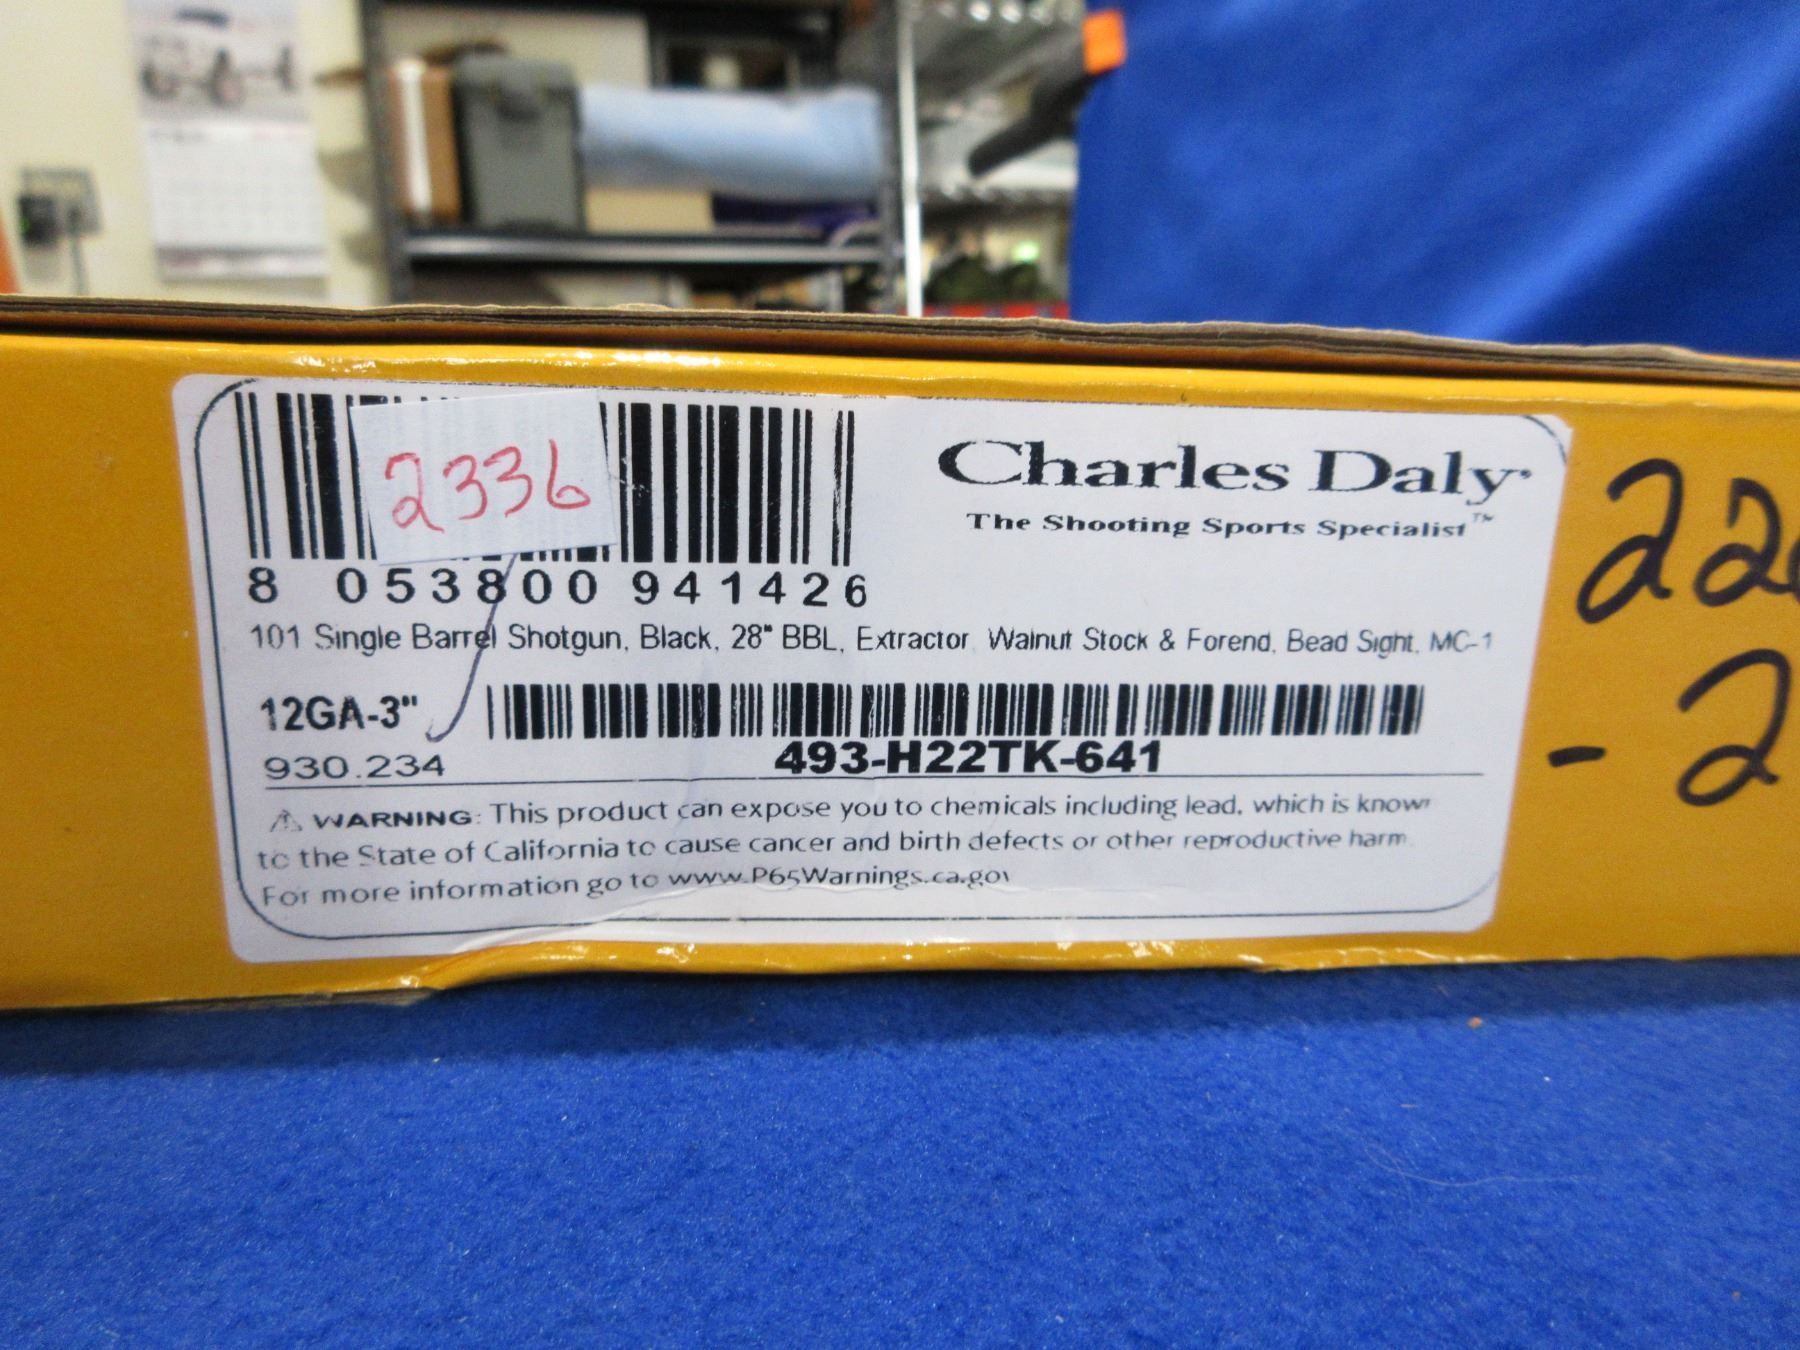 2336
8 053800 941426
Charles Daly
The Shooting Sports Specialist™
101 Single Barrel Shotgun, Black, 28" BBL, Extractor, Walnut Stock & Forend, Bead Sight, MC-1
12GA-3"
930.234
493-H22TK-641
⚠ WARNING: This product can expose you to chemicals including lead, which is known
to the State of California to cause cancer and birth defects or other reproductive harm.
For more information go to www.P65Warnings.ca.gov
22
- 2